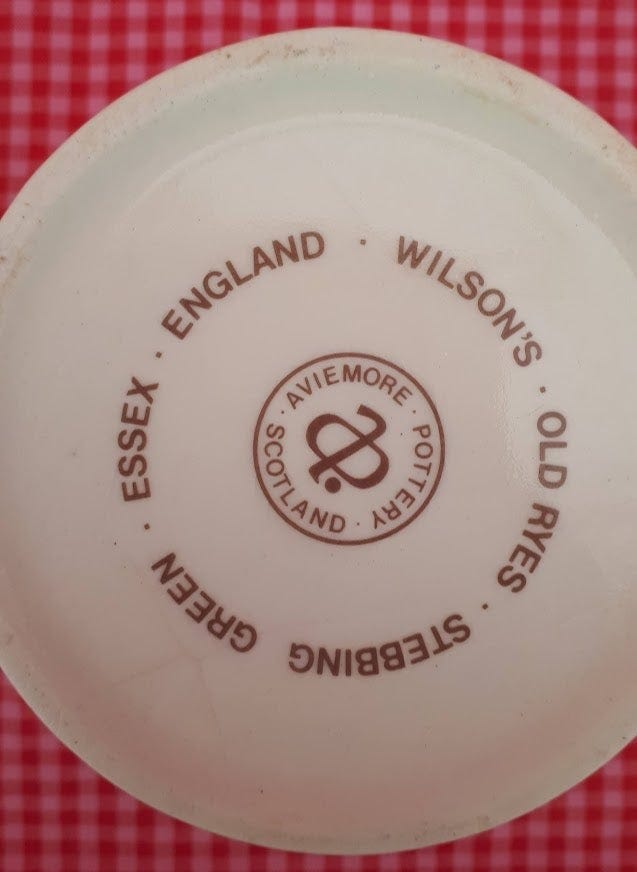 WILSON'S · OLD RYES · STEBBING GREEN · ESSEX · ENGLAND ·
AVIEMORE · POTTERY · SCOTLAND ·